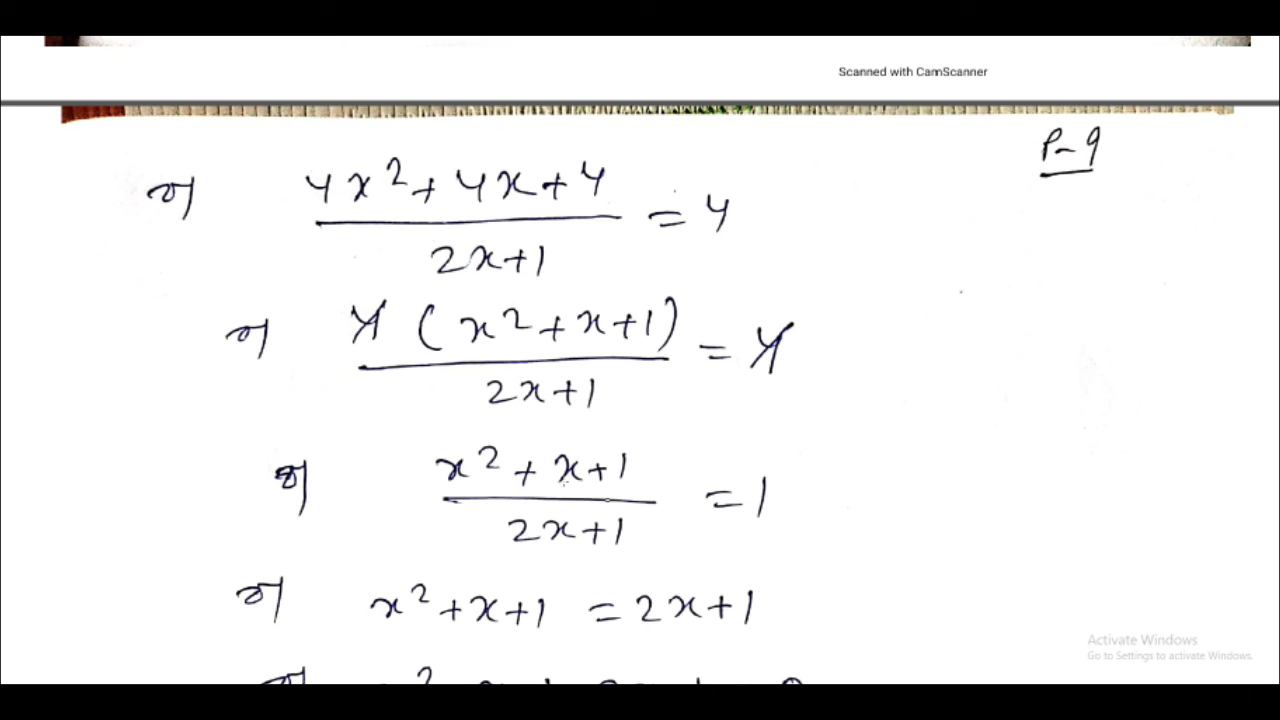 Scanned with CamScanner
P-9
বা 4x²+4x+4 / 2x+1 = 4
বা 4 (x²+x+1) / 2x+1 = 4
বা x²+x+1 / 2x+1 = 1
বা x²+x+1 = 2x+1
Activate Windows
Go to Settings to activate Windows.